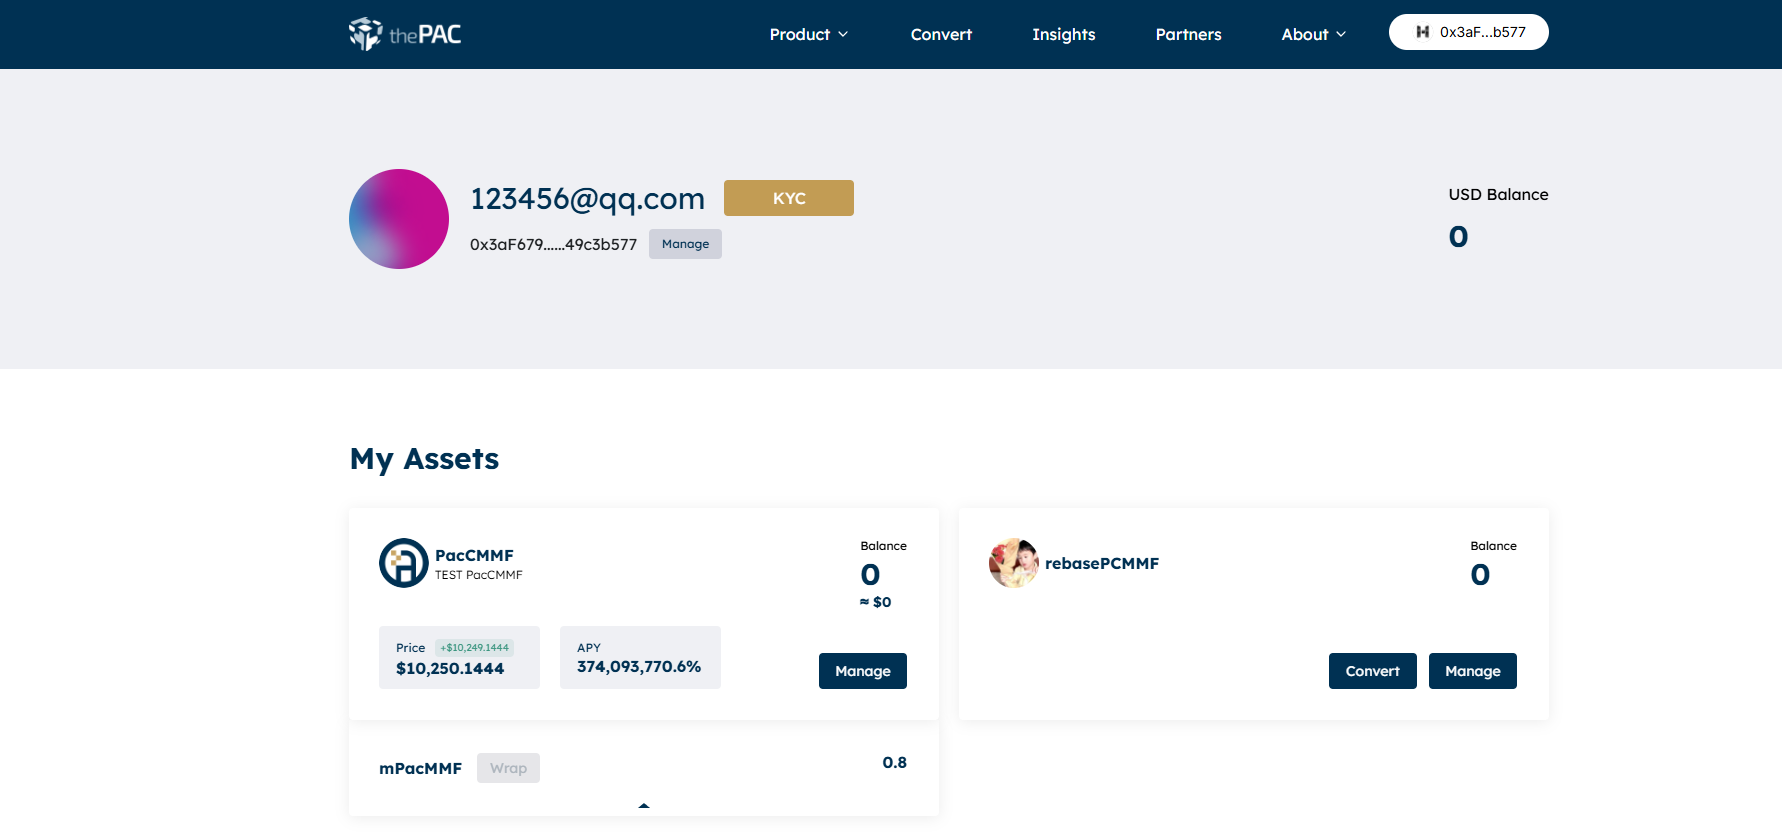 thePAC
Product
Convert
Insights
Partners
About
0x3aF...b577
123456@qq.com
KYC
0x3aF679......49c3b577
Manage
USD Balance
0
My Assets
PacCMMF
TEST PacCMMF
Balance
0
≈ $0
Price +$10,249.1444
$10,250.1444
APY
374,093,770.6%
Manage
rebasePCMMF
Balance
0
Convert
Manage
mPacMMF
Wrap
0.8